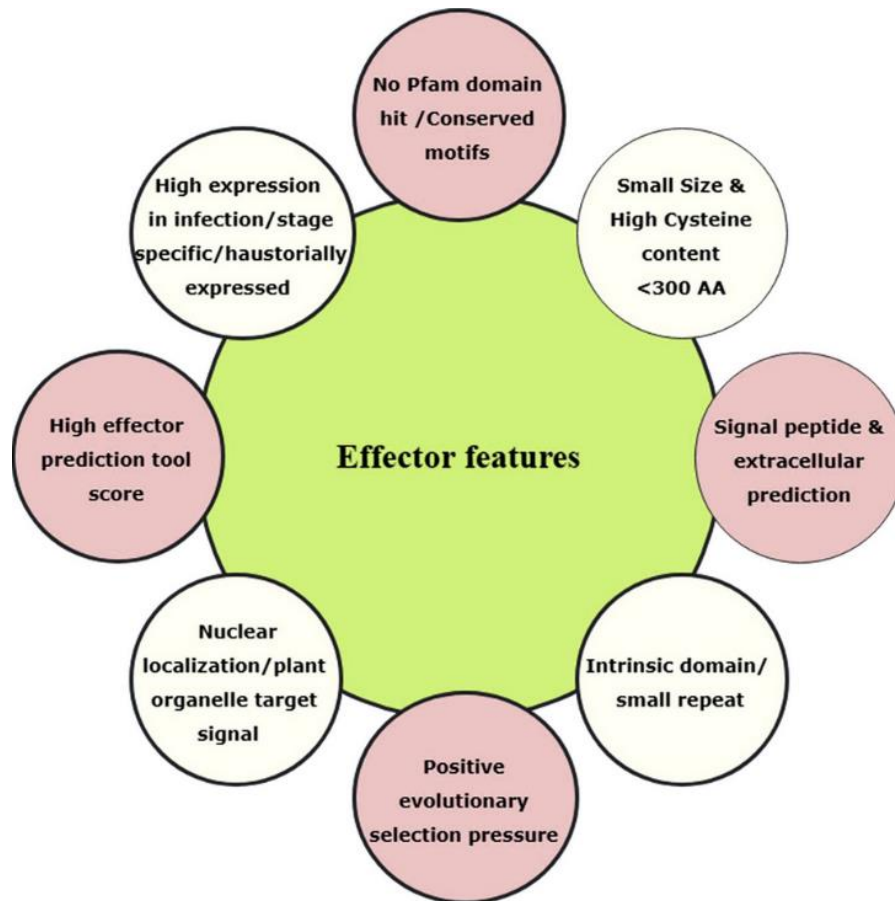 No Pfam domain
hit /Conserved
motifs
High expression
in infection/stage
specific/haustorially
expressed
Small Size &
High Cysteine
content
<300 AA
High effector
prediction tool
score
Effector features
Signal peptide &
extracellular
prediction
Nuclear
localization/plant
organelle target
signal
Intrinsic domain/
small repeat
Positive
evolutionary
selection pressure